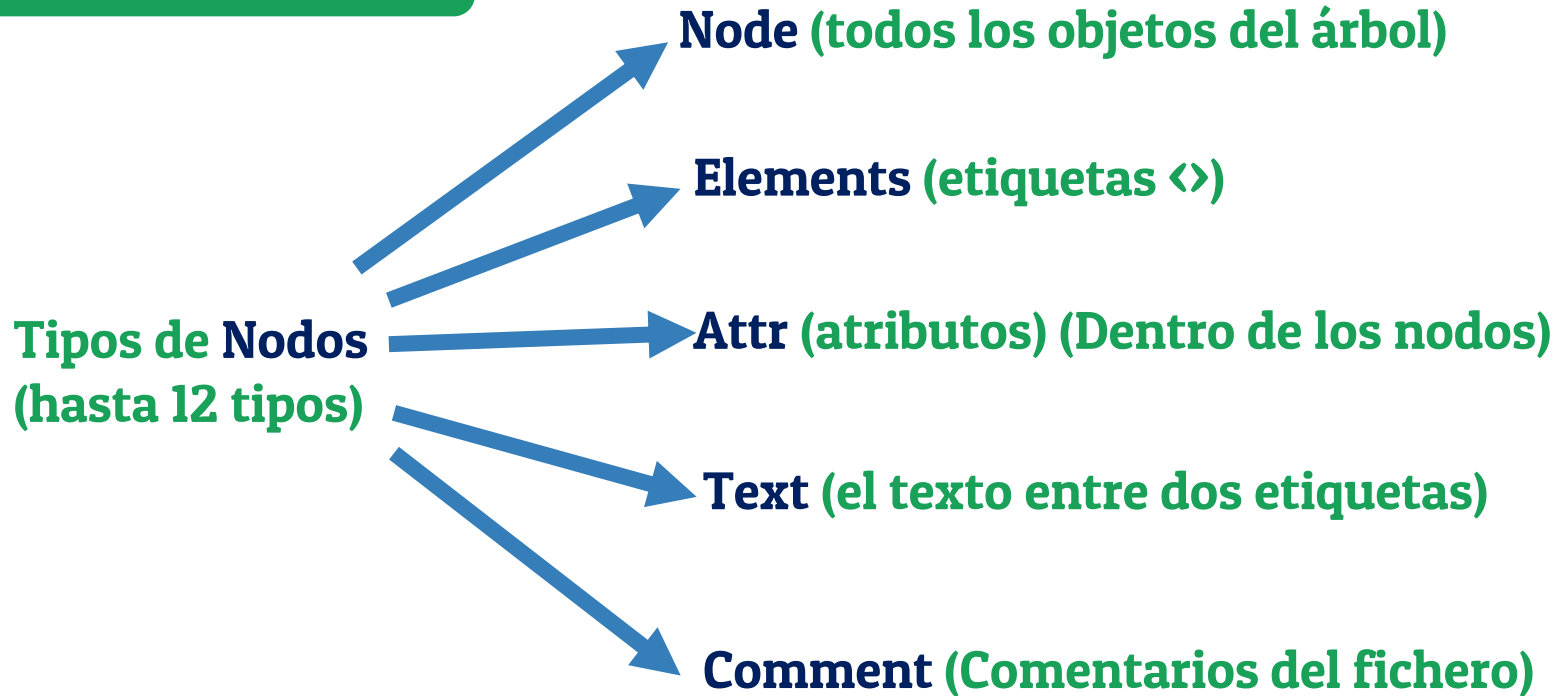 Node (todos los objetos del árbol)
Elements (etiquetas <>)
Tipos de Nodos
(hasta 12 tipos)
Attr (atributos) (Dentro de los nodos)
Text (el texto entre dos etiquetas)
Comment (Comentarios del fichero)